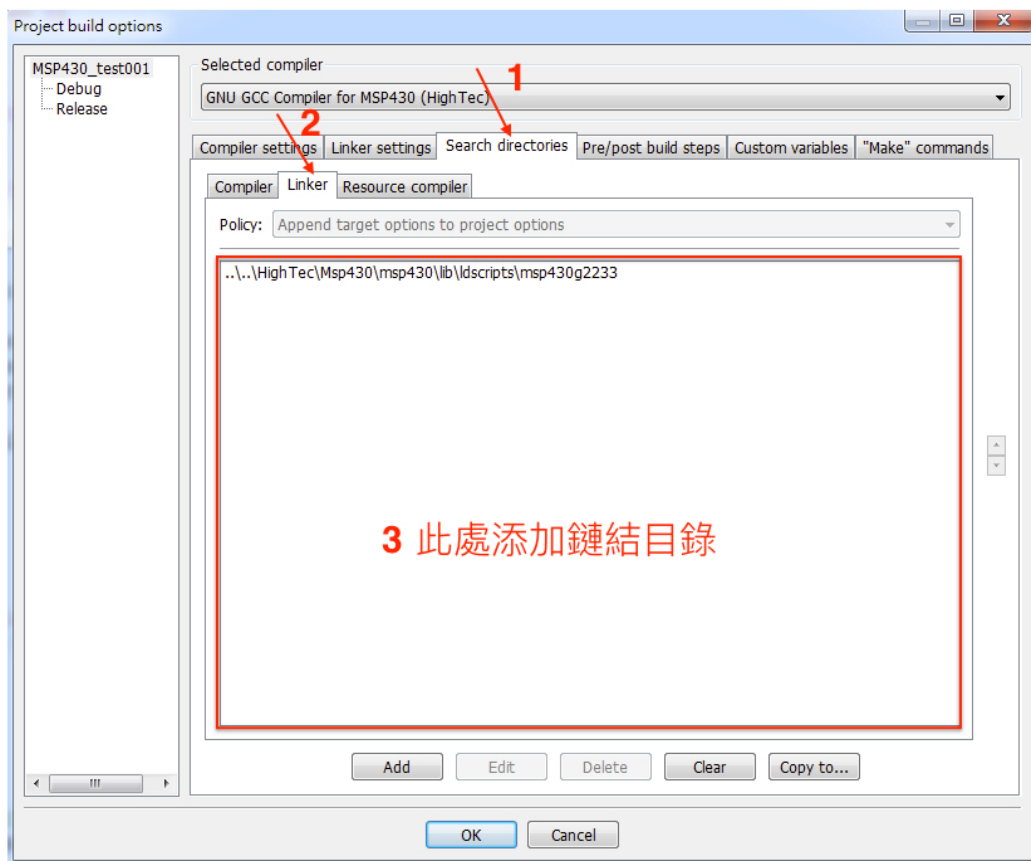 Project build options
MSP430_test001
Debug
Release
Selected compiler
1
GNU GCC Compiler for MSP430 (HighTec)
2
Compiler settings Linker settings Search directories Pre/post build steps Custom variables "Make" commands
Compiler Linker Resource compiler
Policy: Append target options to project options
..\..\HighTec\Msp430\msp430\lib\ldscripts\msp430g2233
3 此處添加鏈結目錄
Add Edit Delete Clear Copy to...
OK Cancel